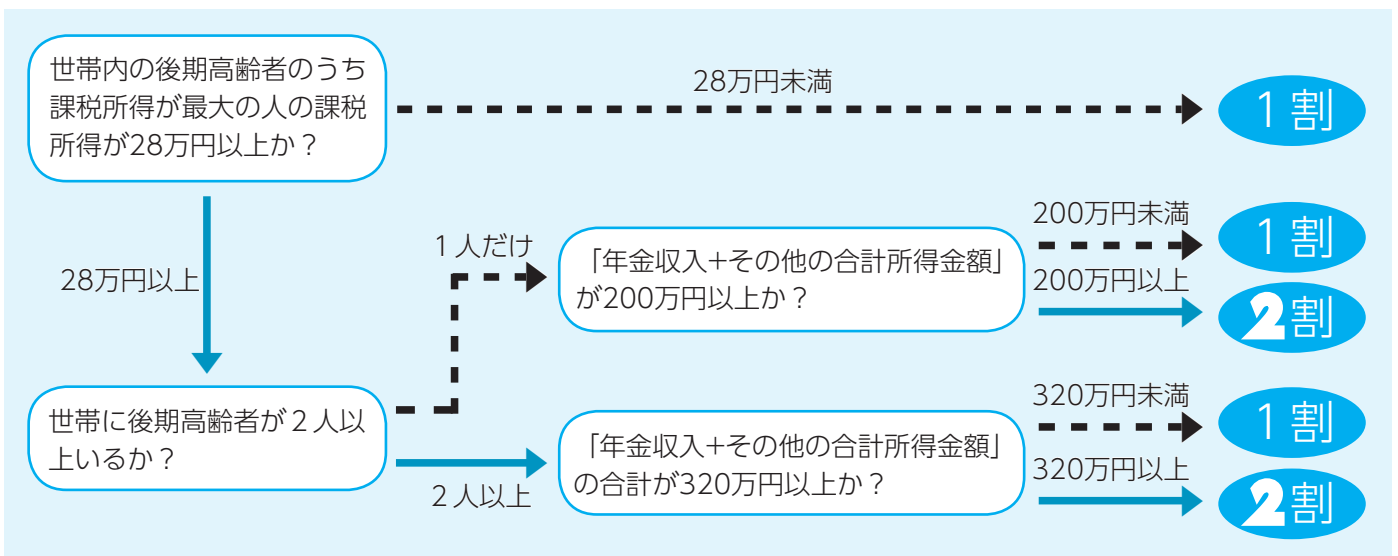 世帯内の後期高齢者のうち
課税所得が最大の人の課税
所得が28万円以上か？
28万円未満
1割
28万円以上
世帯に後期高齢者が２人以
上いるか？
１人だけ
「年金収入+その他の合計所得金額」
が200万円以上か？
200万円未満
1割
200万円以上
2割
２人以上
「年金収入+その他の合計所得金額」
の合計が320万円以上か？
320万円未満
1割
320万円以上
2割